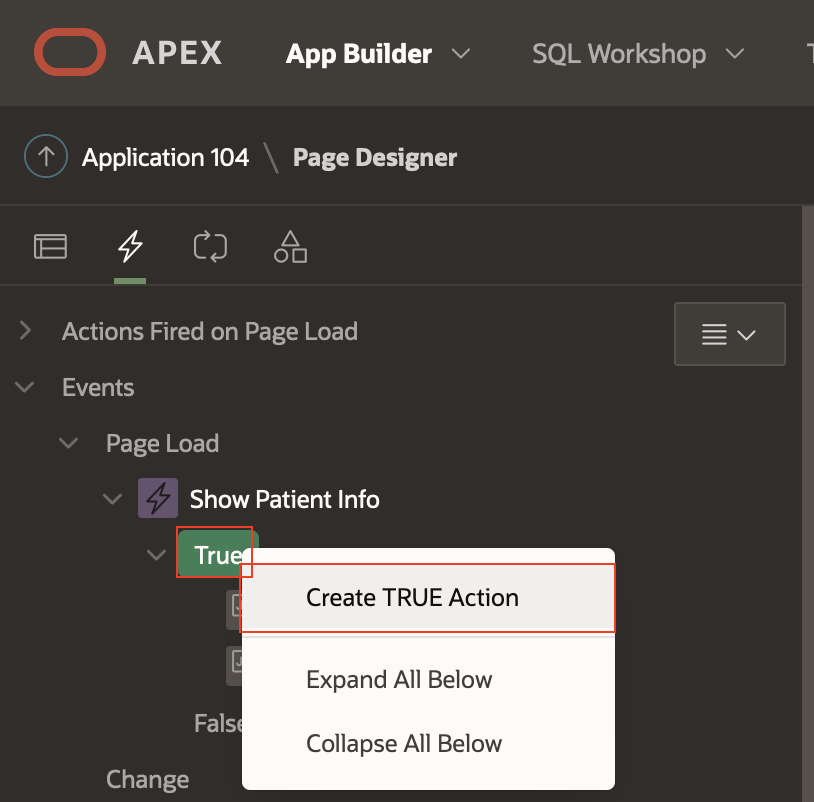 APEX App Builder SQL Workshop
Application 104 \ Page Designer
Actions Fired on Page Load
Events
Page Load
Show Patient Info
True
Create TRUE Action
Expand All Below
False
Collapse All Below
Change